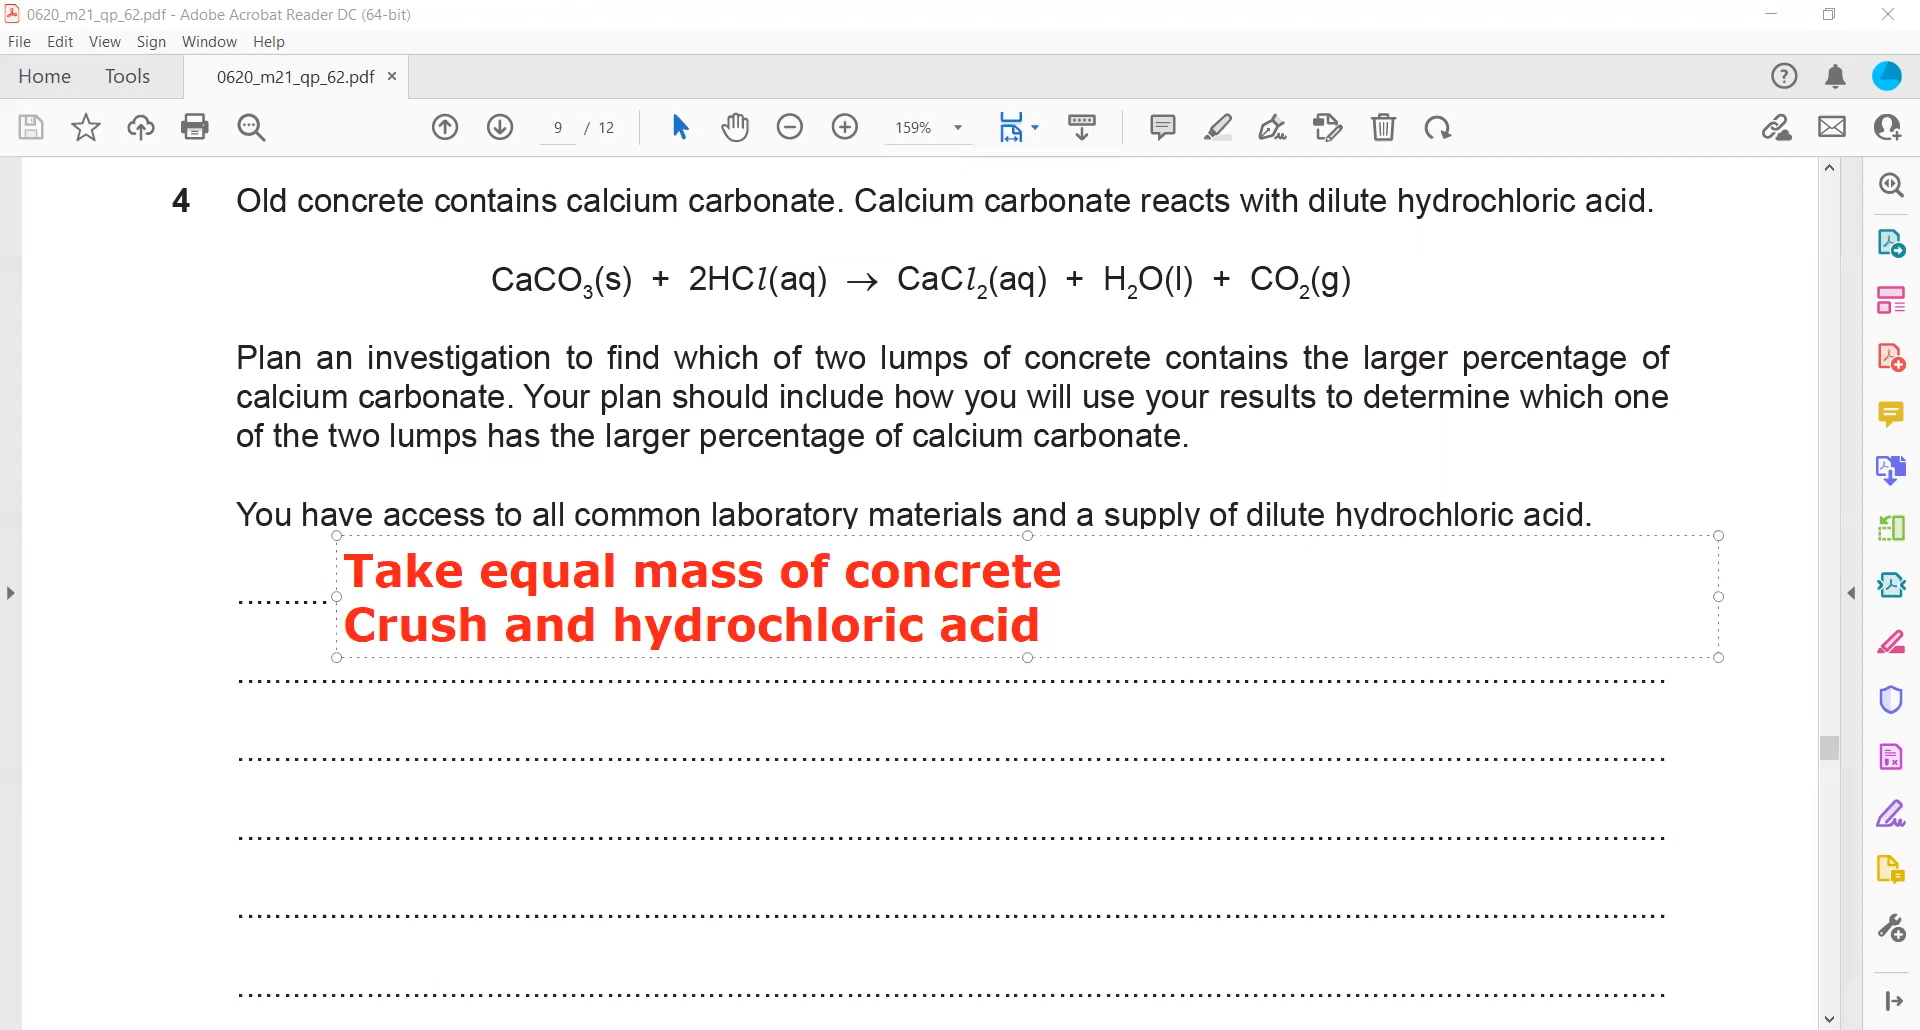 0620_m21_qp_62.pdf - Adobe Acrobat Reader DC (64-bit)
File Edit View Sign Window Help
Home Tools 0620_m21_qp_62.pdf ×
9 / 12 159%
4 Old concrete contains calcium carbonate. Calcium carbonate reacts with dilute hydrochloric acid.
CaCO₃(s) + 2HCl(aq) → CaCl₂(aq) + H₂O(l) + CO₂(g)
Plan an investigation to find which of two lumps of concrete contains the larger percentage of
calcium carbonate. Your plan should include how you will use your results to determine which one
of the two lumps has the larger percentage of calcium carbonate.
You have access to all common laboratory materials and a supply of dilute hydrochloric acid.
Take equal mass of concrete
Crush and hydrochloric acid